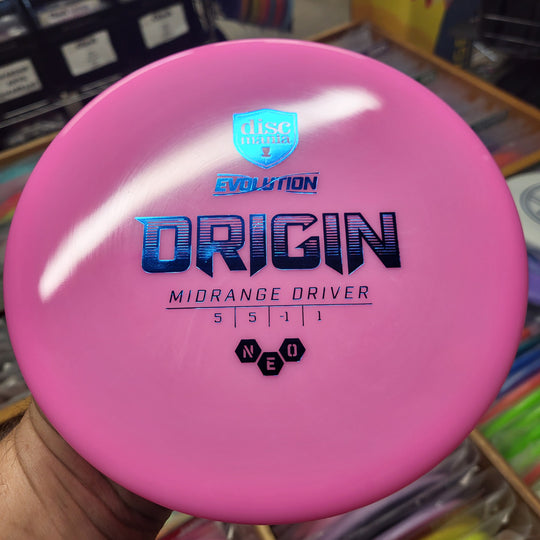 disc
mania
EVOLUTION
ORIGIN
MIDRANGE DRIVER
5 | 5 | -1 | 1
NEO